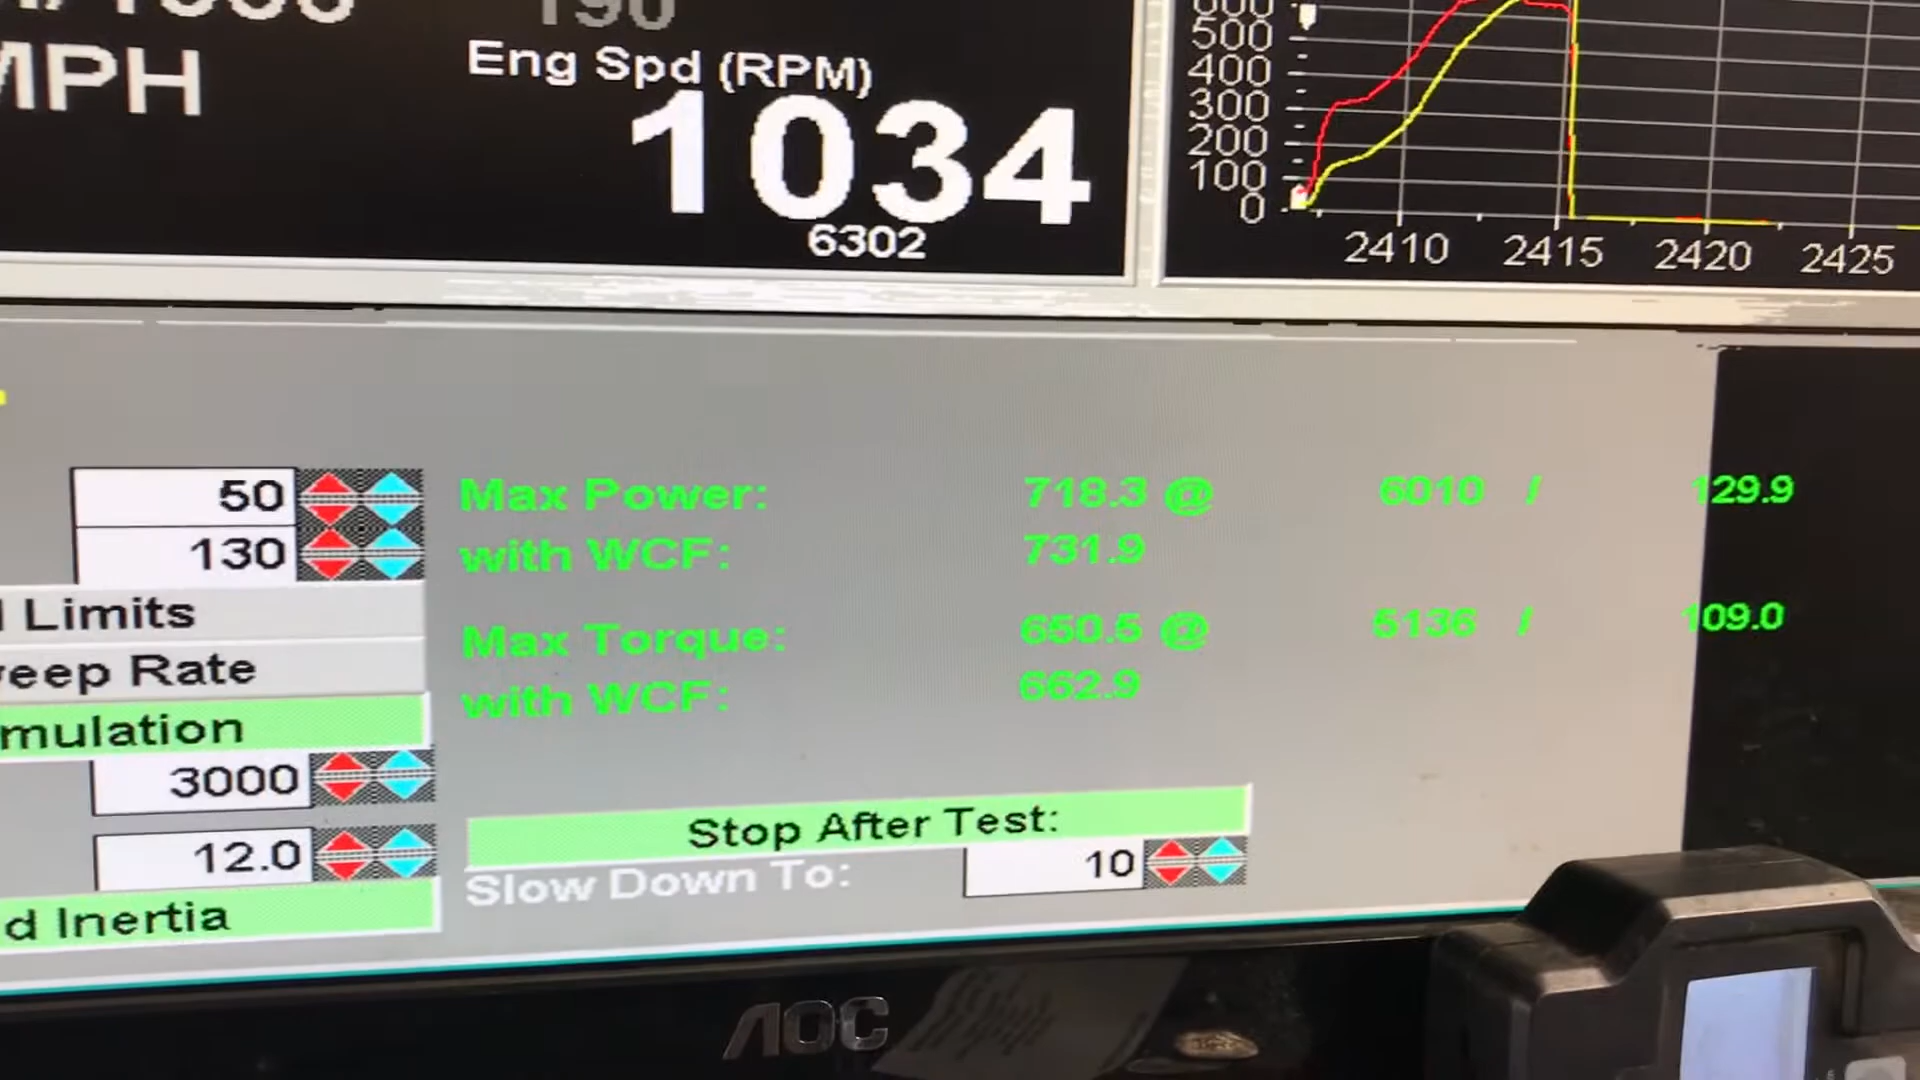 190
MPH
Eng Spd (RPM)
1034
6302
500
400
300
200
100
0
2410 2415 2420 2425
50
130
Limits
Rate
3000
12.0
Inertia
Max Power: 718.3 @ 6010 / 129.9
with WCF: 731.9
Max Torque: 650.5 @ 5136 / 109.0
with WCF: 662.9
Stop After Test:
Slow Down To: 10
AOC